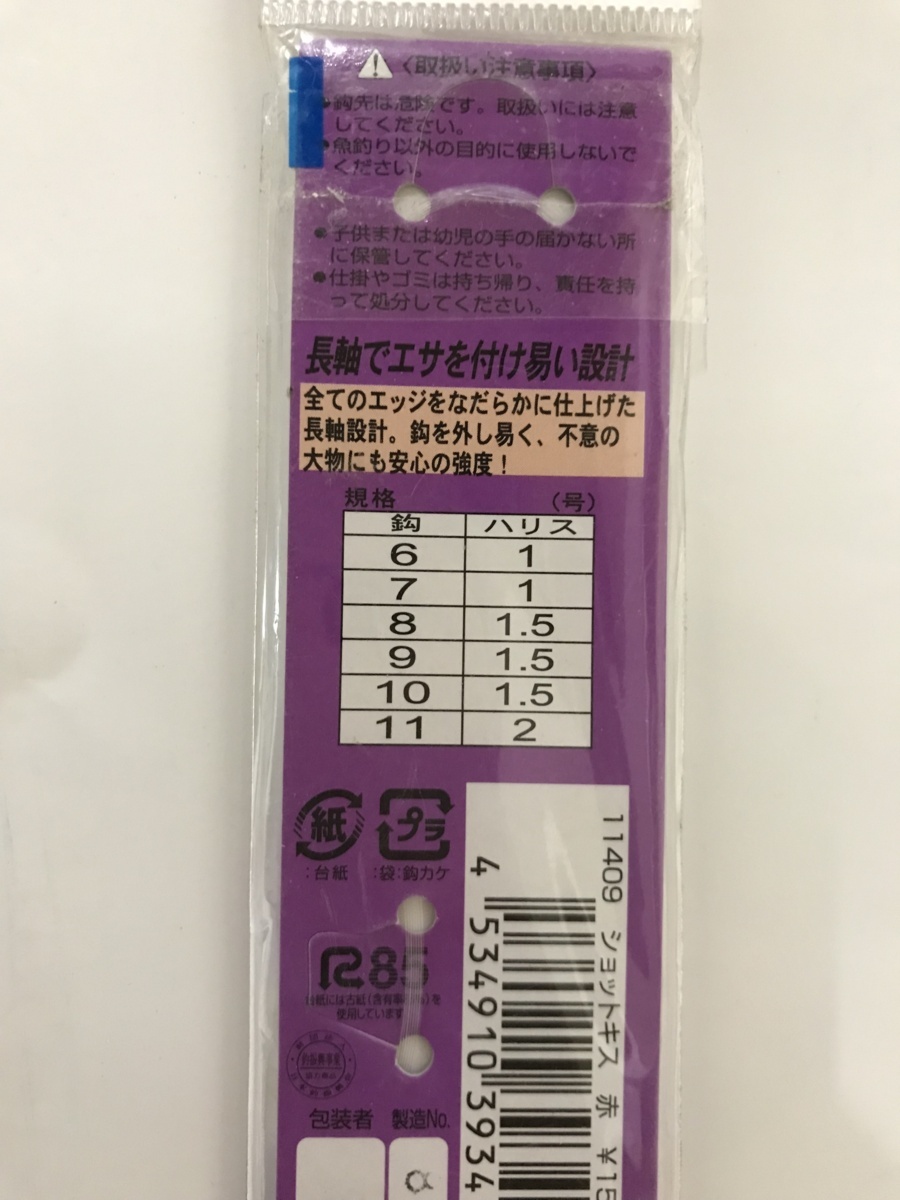 〈取扱い注意事項〉
●鈎先は危険です。取扱いには注意
してください。
●魚釣り以外の目的に使用しないで
ください。
●子供または幼児の手の届かない所
に保管してください。
●仕掛やゴミは持ち帰り、責任を持
って処分してください。
長軸でエサを付け易い設計
全てのエッジをなだらかに仕上げた
長軸設計。鈎を外し易く、不意の
大物にも安心の強度！
規格 （号）
鈎 ハリス
6 1
7 1
8 1.5
9 1.5
10 1.5
11 2
紙 プラ
:台紙 :袋:鈎カケ
R85
使用しています
包装者 製造No.
α
4 534910 3934
11409 ショットキス 赤 ¥15